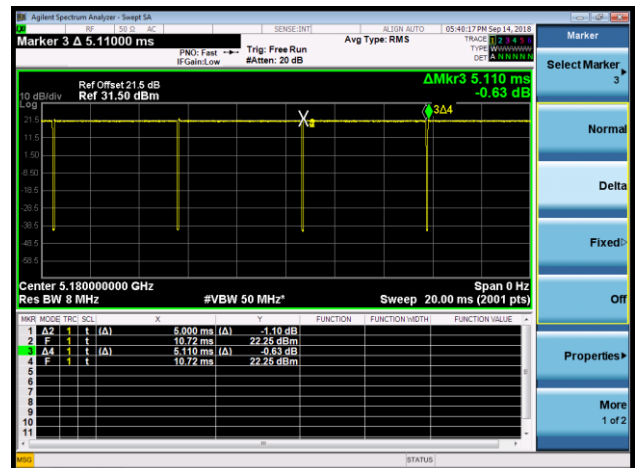 Agilent Spectrum Analyzer - Swept SA
RF 50 Ω AC SENSE:INT ALIGN AUTO 05:40:17 PM Sep 14, 2018
Marker 3 Δ 5.11000 ms
PNO: Fast
IFGain:Low
Trig: Free Run
#Atten: 20 dB
Avg Type: RMS
TRACE 1 2 3 4 5 6
TYPE WWWWWWW
DET A N N N N N
Marker
Select Marker
3
Normal
Delta
Fixed
Off
Properties
More
1 of 2
Ref Offset 21.5 dB
10 dB/div Ref 31.50 dBm
Log
ΔMkr3 5.110 ms
-0.63 dB
3Δ4
21.5
11.5
1.50
-8.50
-18.5
-28.5
-38.5
-48.5
-58.5
Center 5.180000000 GHz Span 0 Hz
Res BW 8 MHz #VBW 50 MHz* Sweep 20.00 ms (2001 pts)
MKR MODE TRC SCL X Y FUNCTION FUNCTION WIDTH FUNCTION VALUE
1 Δ2 1 t (Δ) 5.000 ms (Δ) -1.10 dB
2 F 1 t 10.72 ms 22.25 dBm
3 Δ4 1 t (Δ) 5.110 ms (Δ) -0.63 dB
4 F 1 t 10.72 ms 22.25 dBm
5
6
7
8
9
10
11
MSG STATUS